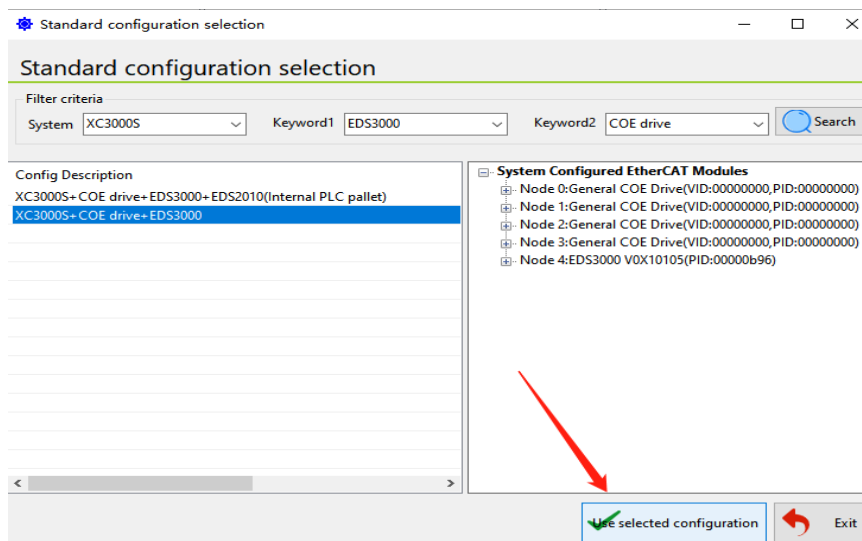 Standard configuration selection
Standard configuration selection
Filter criteria
System XC3000S Keyword1 EDS3000 Keyword2 COE drive Search
Config Description
XC3000S+COE drive+EDS3000+EDS2010(Internal PLC pallet)
XC3000S+COE drive+EDS3000
System Configured EtherCAT Modules
Node 0:General COE Drive(VID:00000000,PID:00000000)
Node 1:General COE Drive(VID:00000000,PID:00000000)
Node 2:General COE Drive(VID:00000000,PID:00000000)
Node 3:General COE Drive(VID:00000000,PID:00000000)
Node 4:EDS3000 V0X10105(PID:00000b96)
Use selected configuration Exit